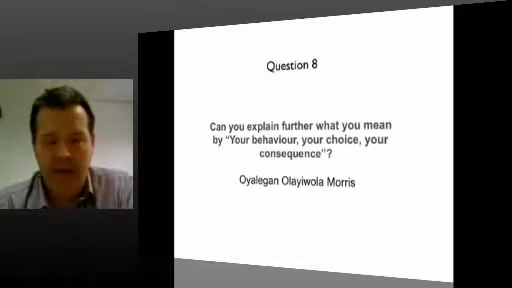 Question 8
Can you explain further what you mean
by “Your behaviour, your choice, your
consequence”?
Oyalegan Olayiwola Morris